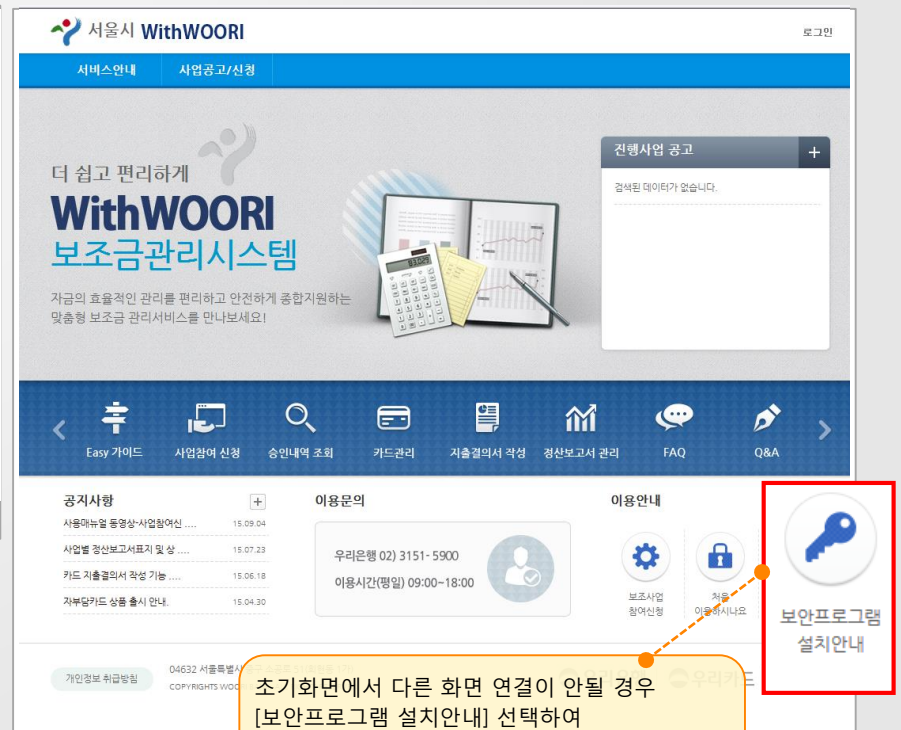 서울시 WithWOORI
로그인
서비스안내 사업공고/신청
더 쉽고 편리하게
WithWOORI
보조금관리시스템
자금의 효율적인 관리를 편리하고 안전하게 종합지원하는
맞춤형 보조금 관리서비스를 만나보세요!
진행사업 공고 +
검색된 데이터가 없습니다.
Easy 가이드 사업참여 신청 승인내역 조회 카드관리 지출결의서 작성 정산보고서 관리 FAQ Q&A
공지사항 +
사용매뉴얼 동영상-사업참여신 .... 15.09.04
사업별 정산보고서표지 및 상 .... 15.07.23
카드 지출결의서 작성 기능 .... 15.06.18
자부담카드 상품 출시 안내. 15.04.30
이용문의
우리은행 02) 3151- 5900
이용시간(평일) 09:00~18:00
이용안내
보조사업
참여신청
처음
이용하시나요
보안프로그램
설치안내
개인정보 취급방침
04632 서울특별시
COPYRIGHTS WOO
우리카드
초기화면에서 다른 화면 연결이 안될 경우
[보안프로그램 설치안내] 선택하여